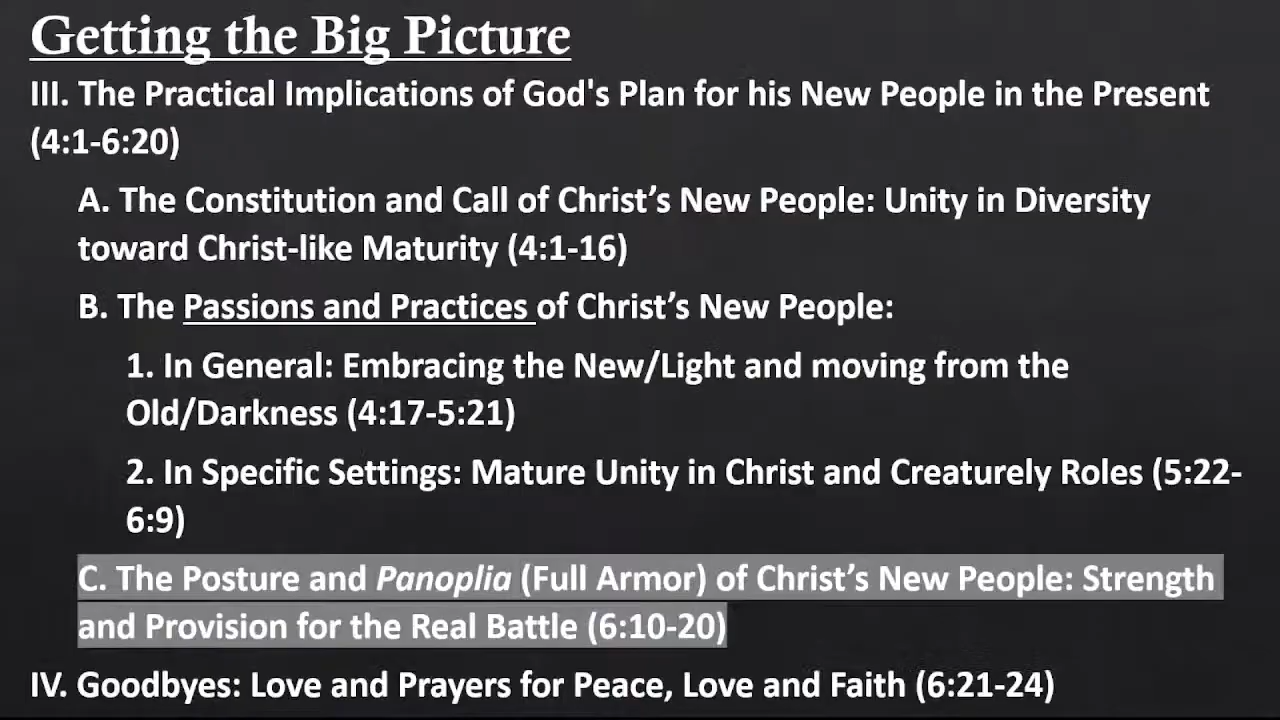 Getting the Big Picture
III. The Practical Implications of God's Plan for his New People in the Present
(4:1-6:20)
A. The Constitution and Call of Christ’s New People: Unity in Diversity
toward Christ-like Maturity (4:1-16)
B. The Passions and Practices of Christ’s New People:
1. In General: Embracing the New/Light and moving from the
Old/Darkness (4:17-5:21)
2. In Specific Settings: Mature Unity in Christ and Creaturely Roles (5:22-
6:9)
C. The Posture and Panoplia (Full Armor) of Christ’s New People: Strength
and Provision for the Real Battle (6:10-20)
IV. Goodbyes: Love and Prayers for Peace, Love and Faith (6:21-24)